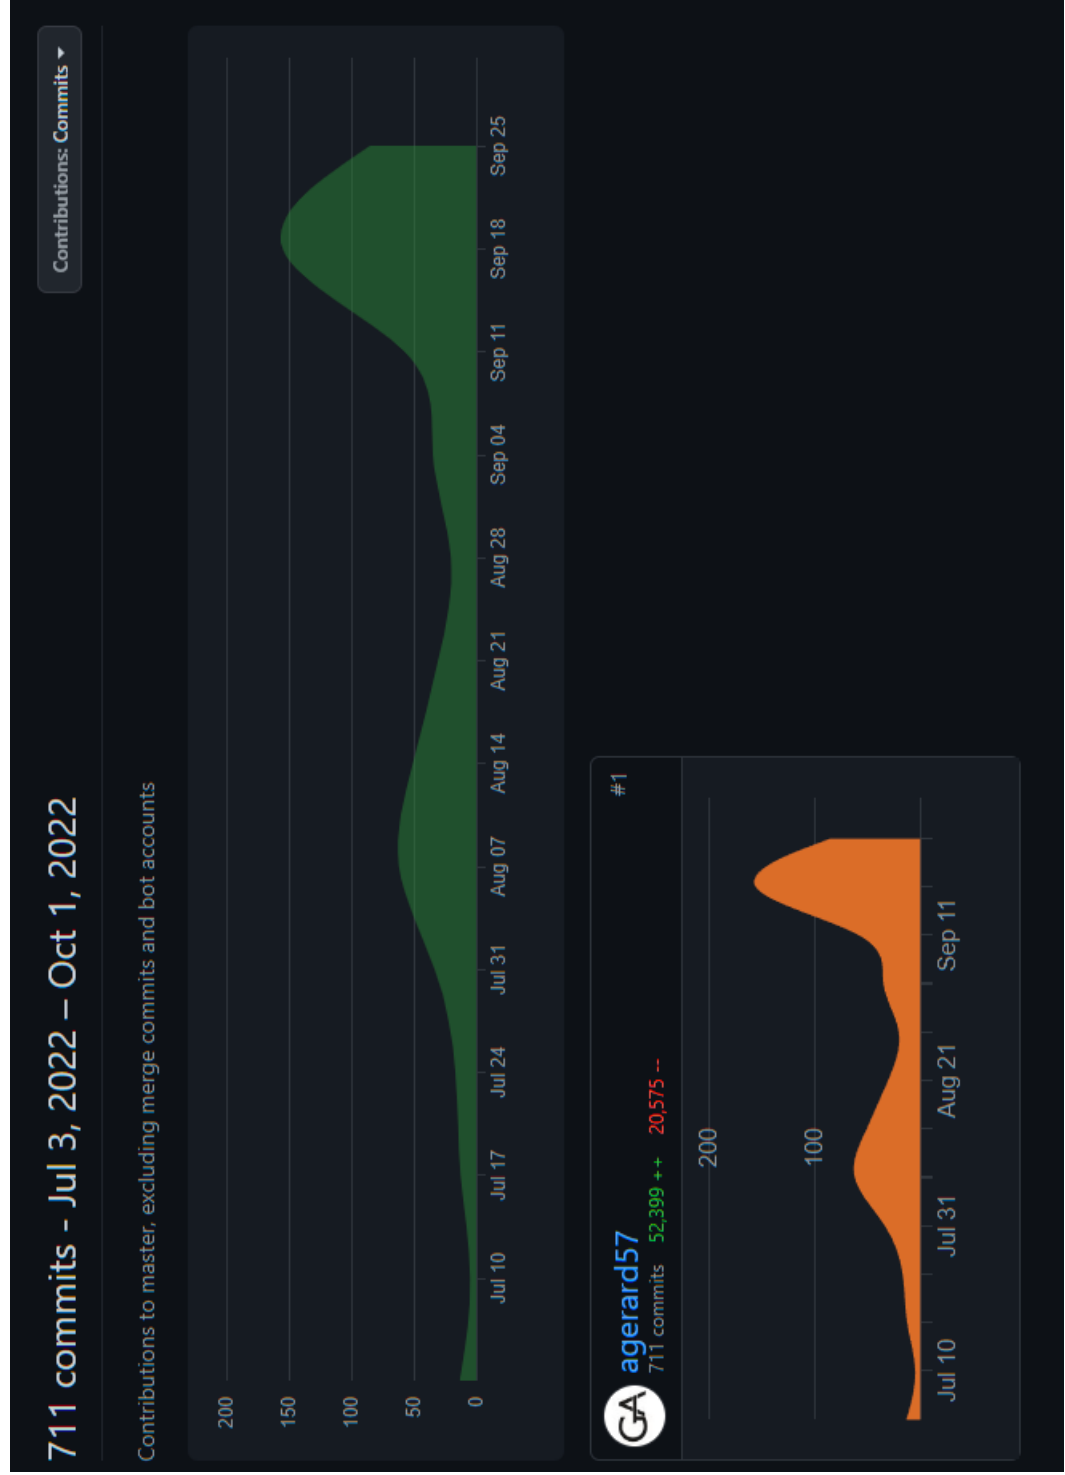 711 commits - Jul 3, 2022 – Oct 1, 2022
Contributions: Commits
Contributions to master, excluding merge commits and bot accounts
200
150
100
50
0
Jul 10 Jul 17 Jul 24 Jul 31 Aug 07 Aug 14 Aug 21 Aug 28 Sep 04 Sep 11 Sep 18 Sep 25
GA
agerard57
#1
711 commits 52,399 ++ 20,575 --
200
100
Jul 10 Jul 31 Aug 21 Sep 11